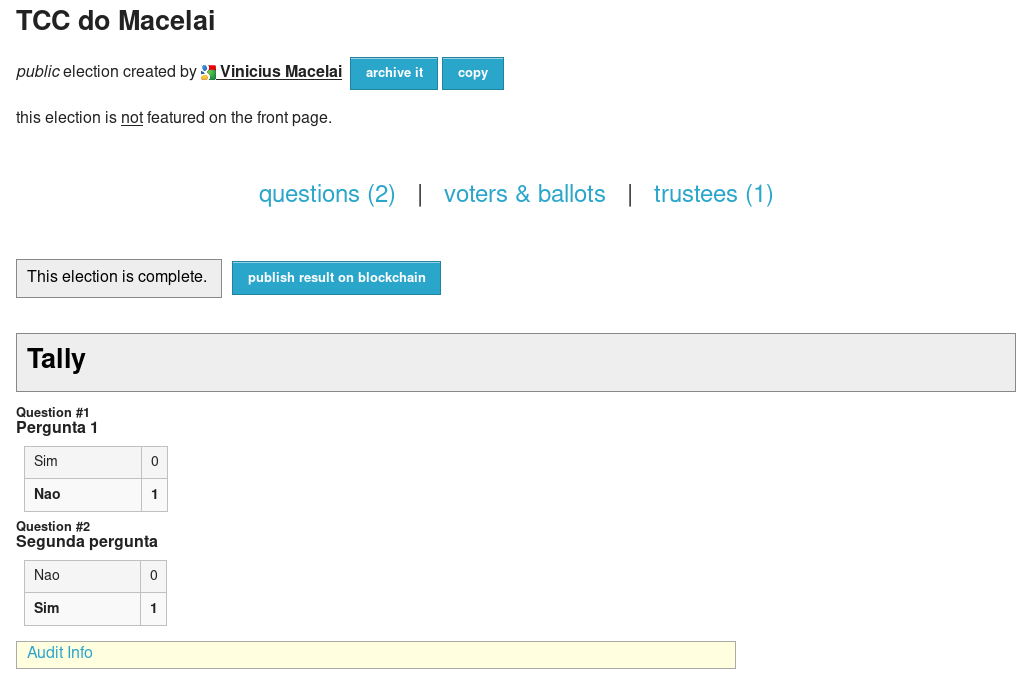 TCC do Macelai
public election created by Vinicius Macelai archive it copy
this election is not featured on the front page.
questions (2) | voters & ballots | trustees (1)
This election is complete. publish result on blockchain
Tally
Question #1
Pergunta 1
Sim 0
Nao 1
Question #2
Segunda pergunta
Nao 0
Sim 1
Audit Info